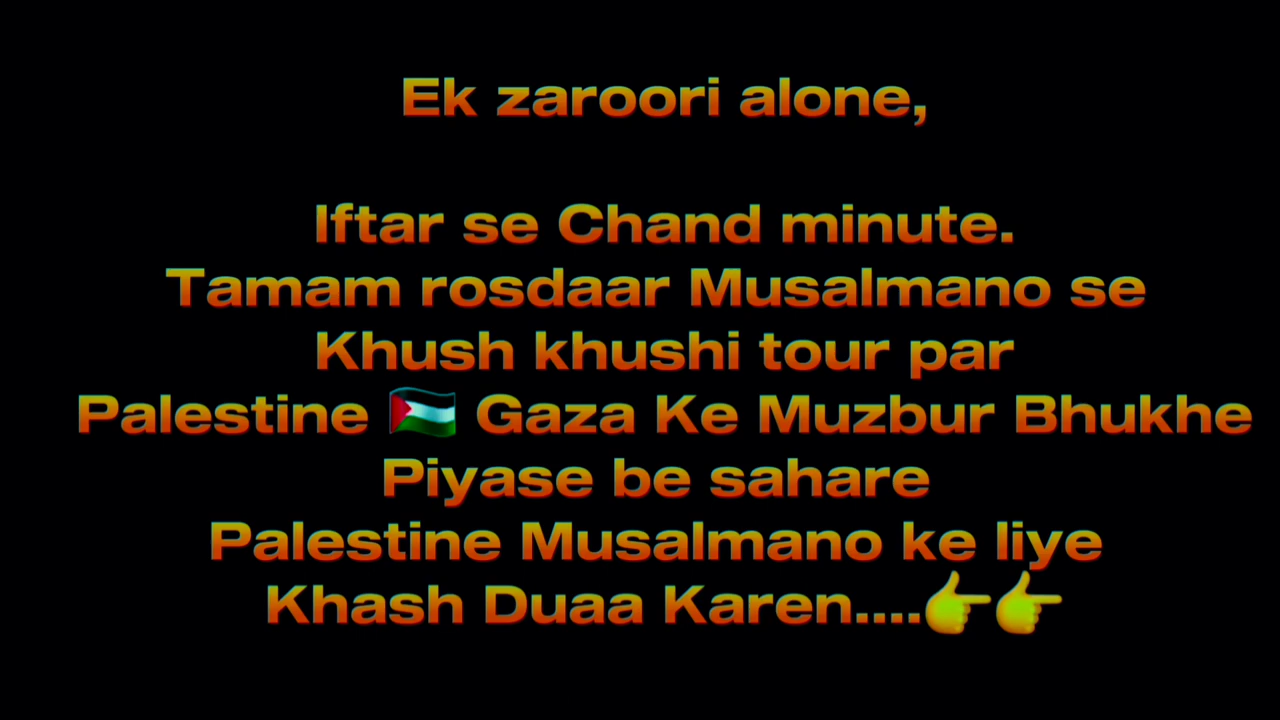 Ek zaroori alone,
Iftar se Chand minute.
Tamam rosdaar Musalmano se
Khush khushi tour par
Palestine 🇵🇸 Gaza Ke Muzbur Bhukhe
Piyase be sahare
Palestine Musalmano ke liye
Khash Duaa Karen....👉👉